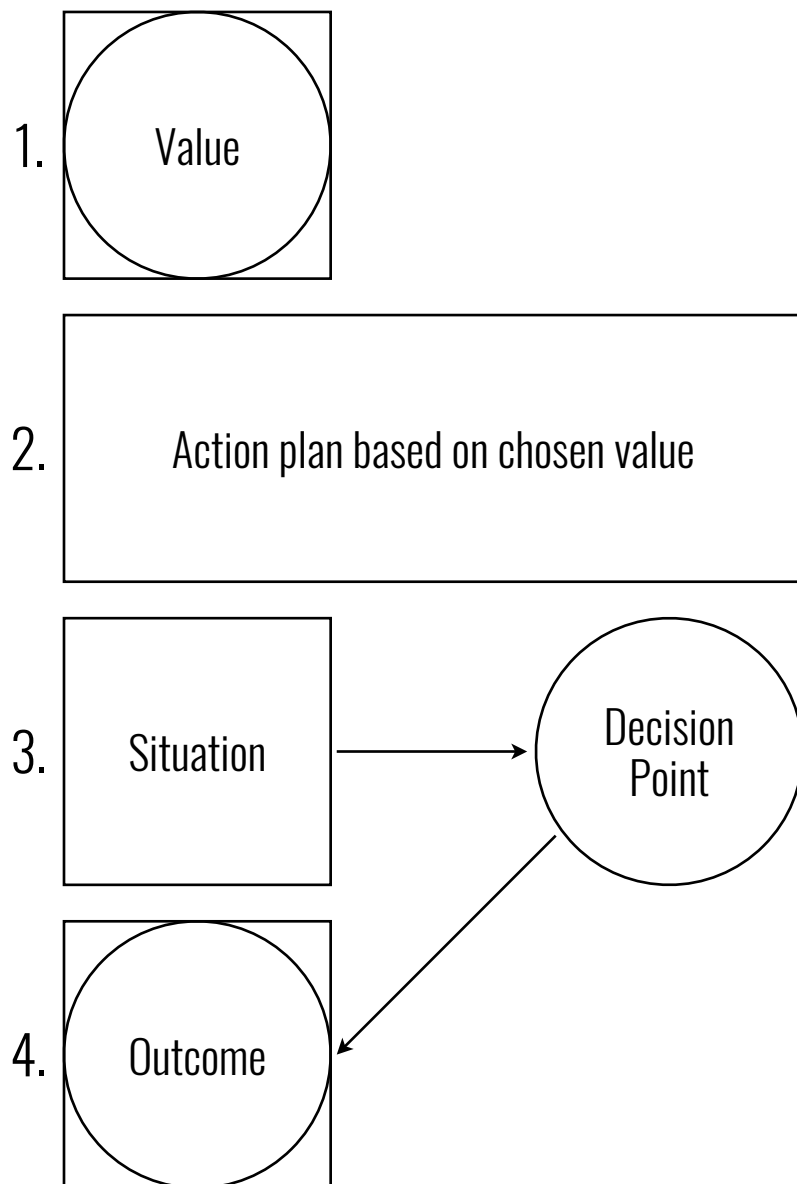 1.
Value
2.
Action plan based on chosen value
3.
Situation
Decision
Point
4.
Outcome